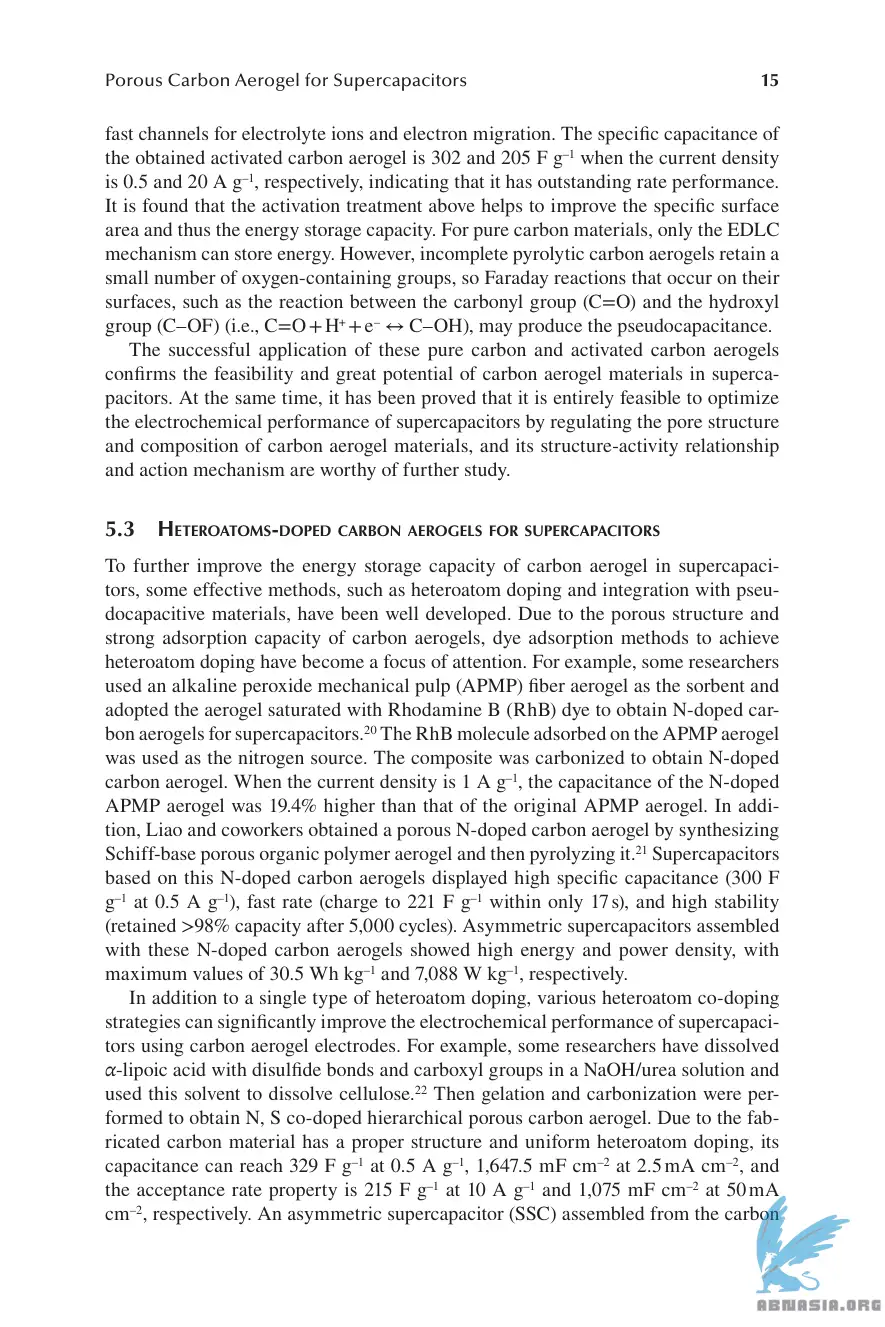 Porous Carbon Aerogel for Supercapacitors 15
fast channels for electrolyte ions and electron migration. The specific capacitance of
the obtained activated carbon aerogel is 302 and 205 F g⁻¹ when the current density
is 0.5 and 20 A g⁻¹, respectively, indicating that it has outstanding rate performance.
It is found that the activation treatment above helps to improve the specific surface
area and thus the energy storage capacity. For pure carbon materials, only the EDLC
mechanism can store energy. However, incomplete pyrolytic carbon aerogels retain a
small number of oxygen-containing groups, so Faraday reactions that occur on their
surfaces, such as the reaction between the carbonyl group (C=O) and the hydroxyl
group (C–OF) (i.e., C=O + H⁺ + e⁻ ↔ C–OH), may produce the pseudocapacitance.
The successful application of these pure carbon and activated carbon aerogels
confirms the feasibility and great potential of carbon aerogel materials in superca-
pacitors. At the same time, it has been proved that it is entirely feasible to optimize
the electrochemical performance of supercapacitors by regulating the pore structure
and composition of carbon aerogel materials, and its structure-activity relationship
and action mechanism are worthy of further study.
5.3 Heteroatoms-doped carbon aerogels for supercapacitors
To further improve the energy storage capacity of carbon aerogel in supercapaci-
tors, some effective methods, such as heteroatom doping and integration with pseu-
docapacitive materials, have been well developed. Due to the porous structure and
strong adsorption capacity of carbon aerogels, dye adsorption methods to achieve
heteroatom doping have become a focus of attention. For example, some researchers
used an alkaline peroxide mechanical pulp (APMP) fiber aerogel as the sorbent and
adopted the aerogel saturated with Rhodamine B (RhB) dye to obtain N-doped car-
bon aerogels for supercapacitors.²⁰ The RhB molecule adsorbed on the APMP aerogel
was used as the nitrogen source. The composite was carbonized to obtain N-doped
carbon aerogel. When the current density is 1 A g⁻¹, the capacitance of the N-doped
APMP aerogel was 19.4% higher than that of the original APMP aerogel. In addi-
tion, Liao and coworkers obtained a porous N-doped carbon aerogel by synthesizing
Schiff-base porous organic polymer aerogel and then pyrolyzing it.²¹ Supercapacitors
based on this N-doped carbon aerogels displayed high specific capacitance (300 F
g⁻¹ at 0.5 A g⁻¹), fast rate (charge to 221 F g⁻¹ within only 17 s), and high stability
(retained >98% capacity after 5,000 cycles). Asymmetric supercapacitors assembled
with these N-doped carbon aerogels showed high energy and power density, with
maximum values of 30.5 Wh kg⁻¹ and 7,088 W kg⁻¹, respectively.
In addition to a single type of heteroatom doping, various heteroatom co-doping
strategies can significantly improve the electrochemical performance of supercapaci-
tors using carbon aerogel electrodes. For example, some researchers have dissolved
α-lipoic acid with disulfide bonds and carboxyl groups in a NaOH/urea solution and
used this solvent to dissolve cellulose.²² Then gelation and carbonization were per-
formed to obtain N, S co-doped hierarchical porous carbon aerogel. Due to the fab-
ricated carbon material has a proper structure and uniform heteroatom doping, its
capacitance can reach 329 F g⁻¹ at 0.5 A g⁻¹, 1,647.5 mF cm⁻² at 2.5 mA cm⁻², and
the acceptance rate property is 215 F g⁻¹ at 10 A g⁻¹ and 1,075 mF cm⁻² at 50 mA
cm⁻², respectively. An asymmetric supercapacitor (SSC) assembled from the carbon
ABNASIA.ORG